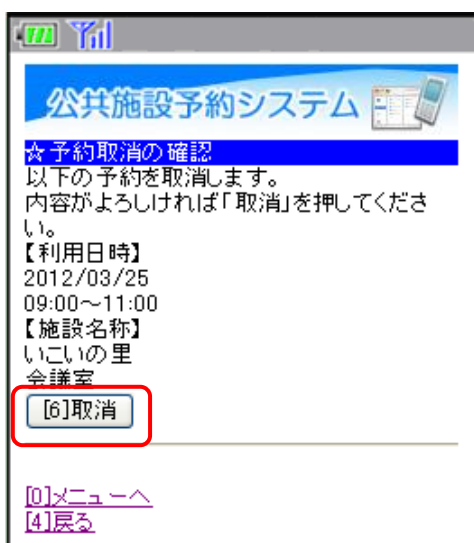 公共施設予約システム
☆予約取消の確認
以下の予約を取消します。
内容がよろしければ「取消」を押してくださ
い。
【利用日時】
2012/03/25
09:00～11:00
【施設名称】
いこいの里
会議室
[6]取消
[0]メニューへ
[4]戻る